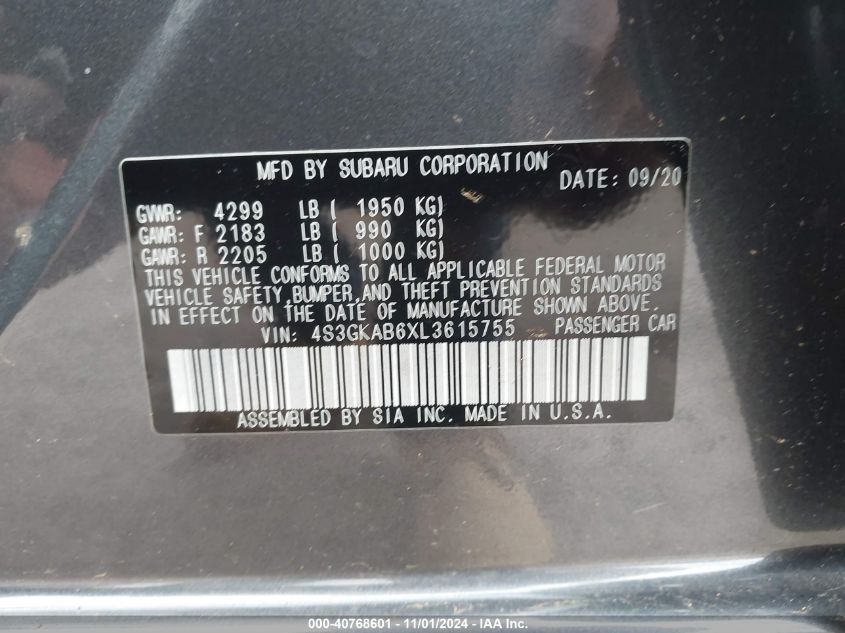 MFD BY SUBARU CORPORATION DATE: 09/20
GVWR: 4299 LB ( 1950 KG)
GAWR: F 2183 LB ( 990 KG)
GAWR: R 2205 LB ( 1000 KG)
THIS VEHICLE CONFORMS TO ALL APPLICABLE FEDERAL MOTOR
VEHICLE SAFETY,BUMPER,AND THEFT PREVENTION STANDARDS
IN EFFECT ON THE DATE OF MANUFACTURE SHOWN ABOVE.
VIN: 4S3GKAB6XL3615755 PASSENGER CAR
ASSEMBLED BY SIA INC. MADE IN U.S.A.
000-40768601 - 11/01/2024 - IAA Inc.